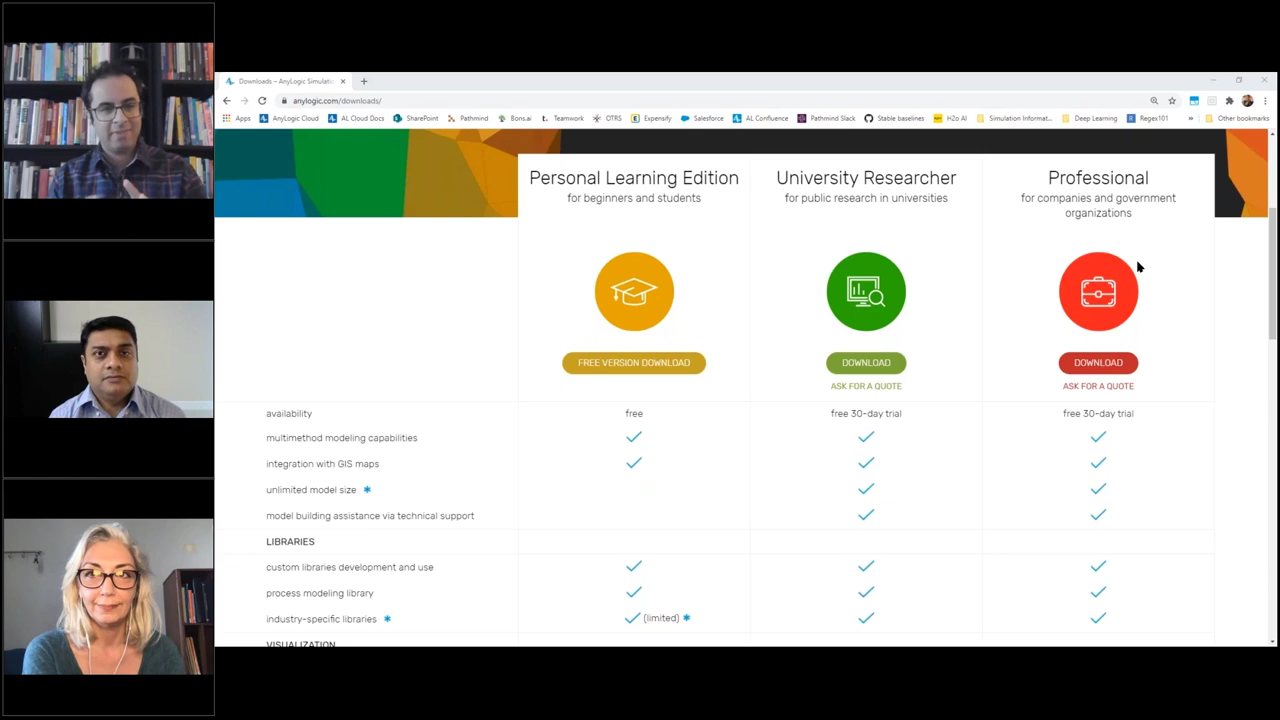 Downloads – AnyLogic Simulatio
anylogic.com/downloads/
Apps AnyLogic Cloud AL Cloud Docs SharePoint Pathmind Bons.ai Teamwork OTRS Expensify Salesforce AL Confluence Pathmind Slack Stable baselines H2o AI Simulation Informat... Deep Learning Regex101 » Other bookmarks
Personal Learning Edition University Researcher Professional
for beginners and students for public research in universities for companies and government
organizations
FREE VERSION DOWNLOAD DOWNLOAD DOWNLOAD
ASK FOR A QUOTE ASK FOR A QUOTE
availability free free 30-day trial free 30-day trial
multimethod modeling capabilities
integration with GIS maps
unlimited model size *
model building assistance via technical support
LIBRARIES
custom libraries development and use
process modeling library
industry-specific libraries * (limited) *
VISUALIZATION